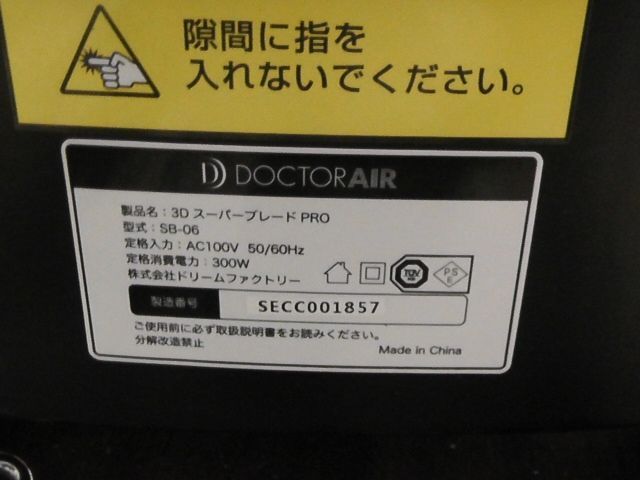 隙間に指を
入れないでください。
DOCTORAIR
製品名：3D スーパーブレード PRO
型式：SB-06
定格入力：AC100V 50/60Hz
定格消費電力：300W
株式会社ドリームファクトリー
TÜV
PS
E
製造番号 SECC001857
ご使用前に必ず取扱説明書をお読みください。
分解改造禁止
Made in China